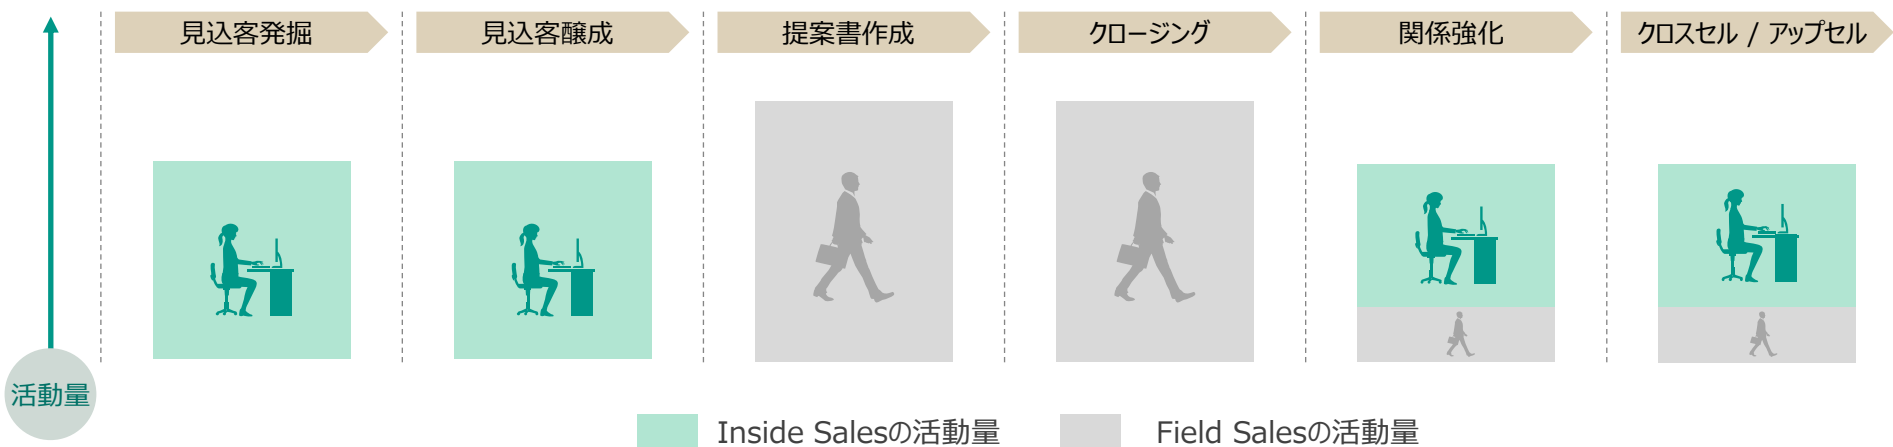 見込客発掘
見込客醸成
提案書作成
クロージング
関係強化
クロスセル / アップセル
活動量
Inside Salesの活動量
Field Salesの活動量